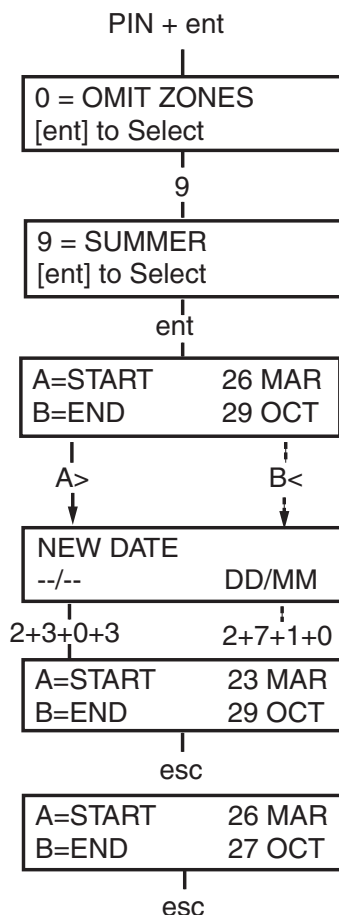 PIN + ent
0 = OMIT ZONES
[ent] to Select
9
9 = SUMMER
[ent] to Select
ent
A=START 26 MAR
B=END 29 OCT
A> B<
NEW DATE
--/-- DD/MM
2+3+0+3 2+7+1+0
A=START 23 MAR
B=END 29 OCT
esc
A=START 26 MAR
B=END 27 OCT
esc